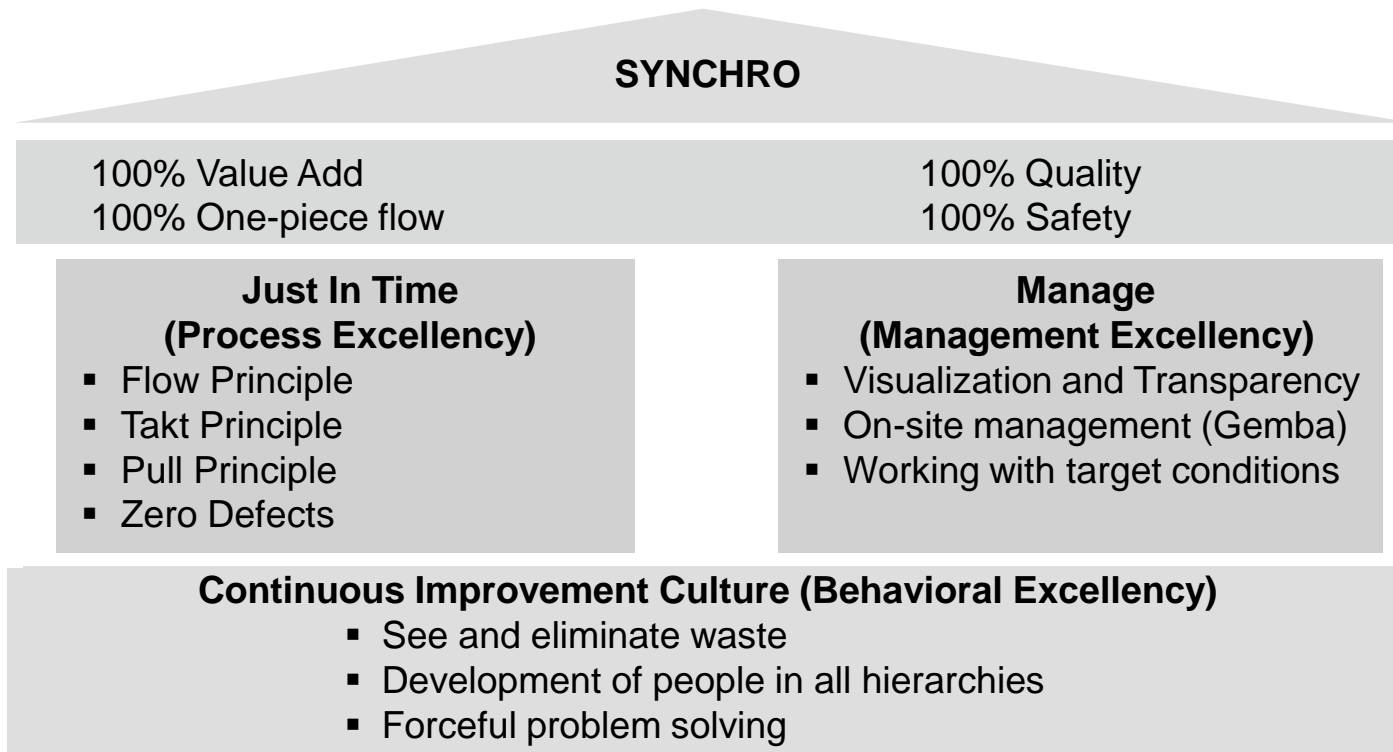 SYNCHRO
100% Value Add
100% One-piece flow
100% Quality
100% Safety
Just In Time
(Process Excellency)
▪ Flow Principle
▪ Takt Principle
▪ Pull Principle
▪ Zero Defects
Manage
(Management Excellency)
▪ Visualization and Transparency
▪ On-site management (Gemba)
▪ Working with target conditions
Continuous Improvement Culture (Behavioral Excellency)
▪ See and eliminate waste
▪ Development of people in all hierarchies
▪ Forceful problem solving